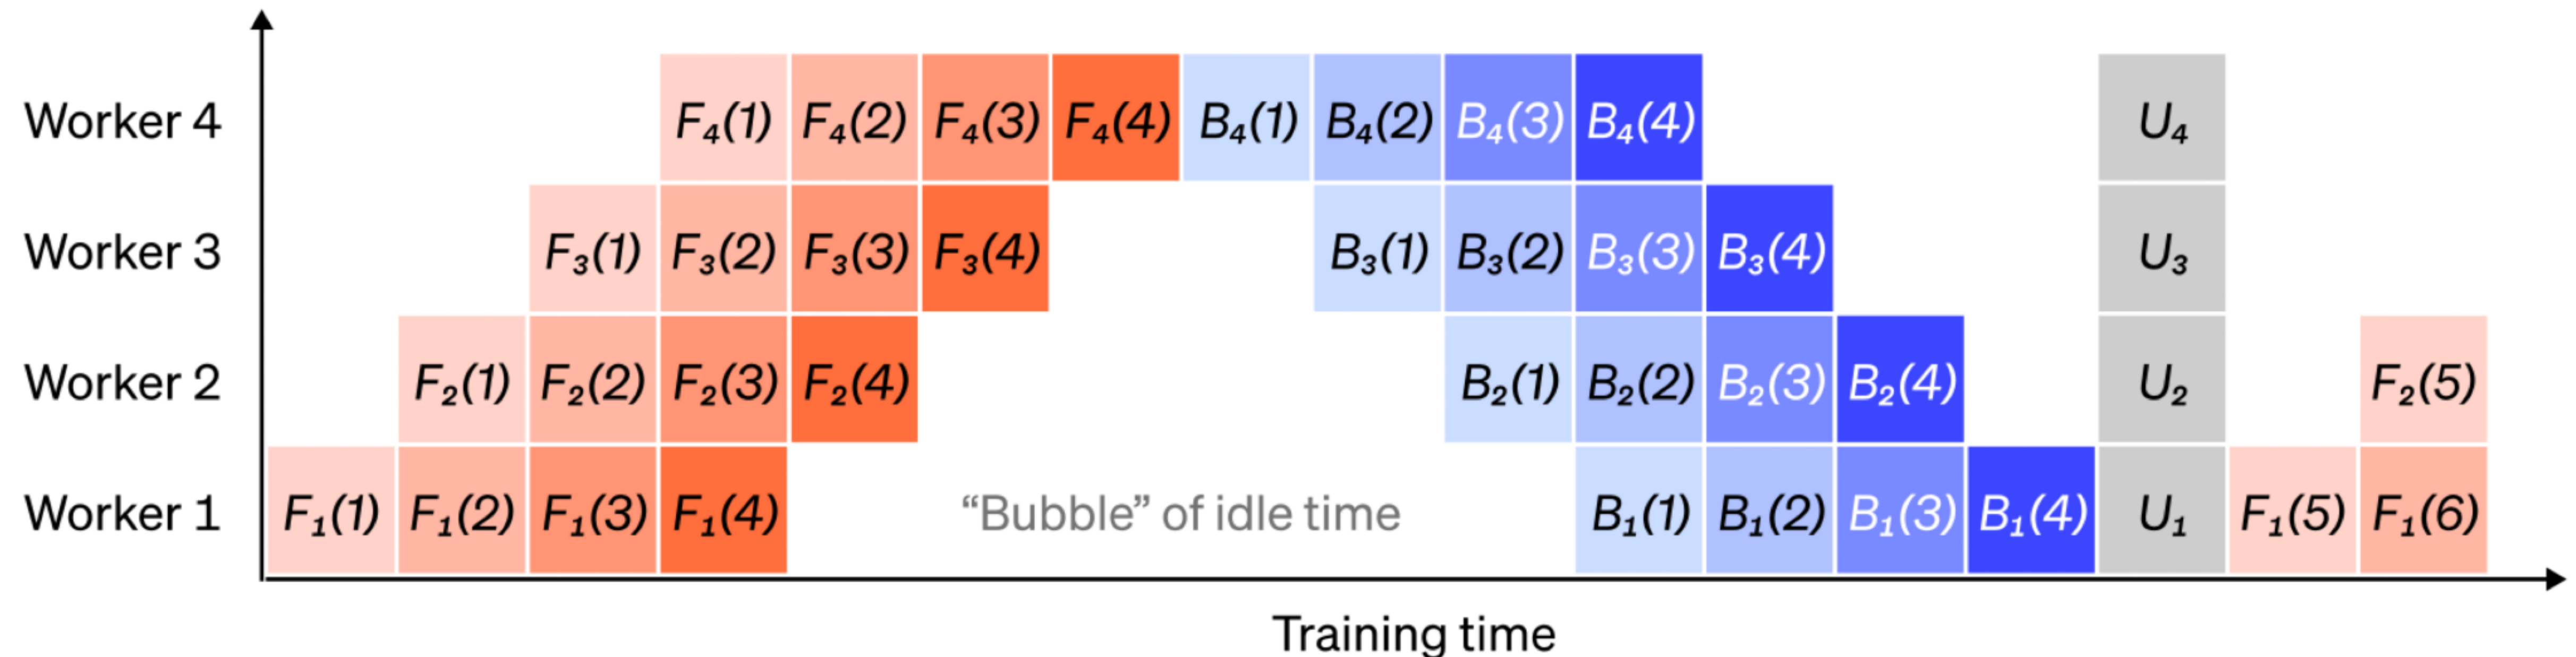 Worker 4 F₄(1) F₄(2) F₄(3) F₄(4) B₄(1) B₄(2) B₄(3) B₄(4) U₄
Worker 3 F₃(1) F₃(2) F₃(3) F₃(4) B₃(1) B₃(2) B₃(3) B₃(4) U₃
Worker 2 F₂(1) F₂(2) F₂(3) F₂(4) B₂(1) B₂(2) B₂(3) B₂(4) U₂ F₂(5)
Worker 1 F₁(1) F₁(2) F₁(3) F₁(4) “Bubble” of idle time B₁(1) B₁(2) B₁(3) B₁(4) U₁ F₁(5) F₁(6)
Training time